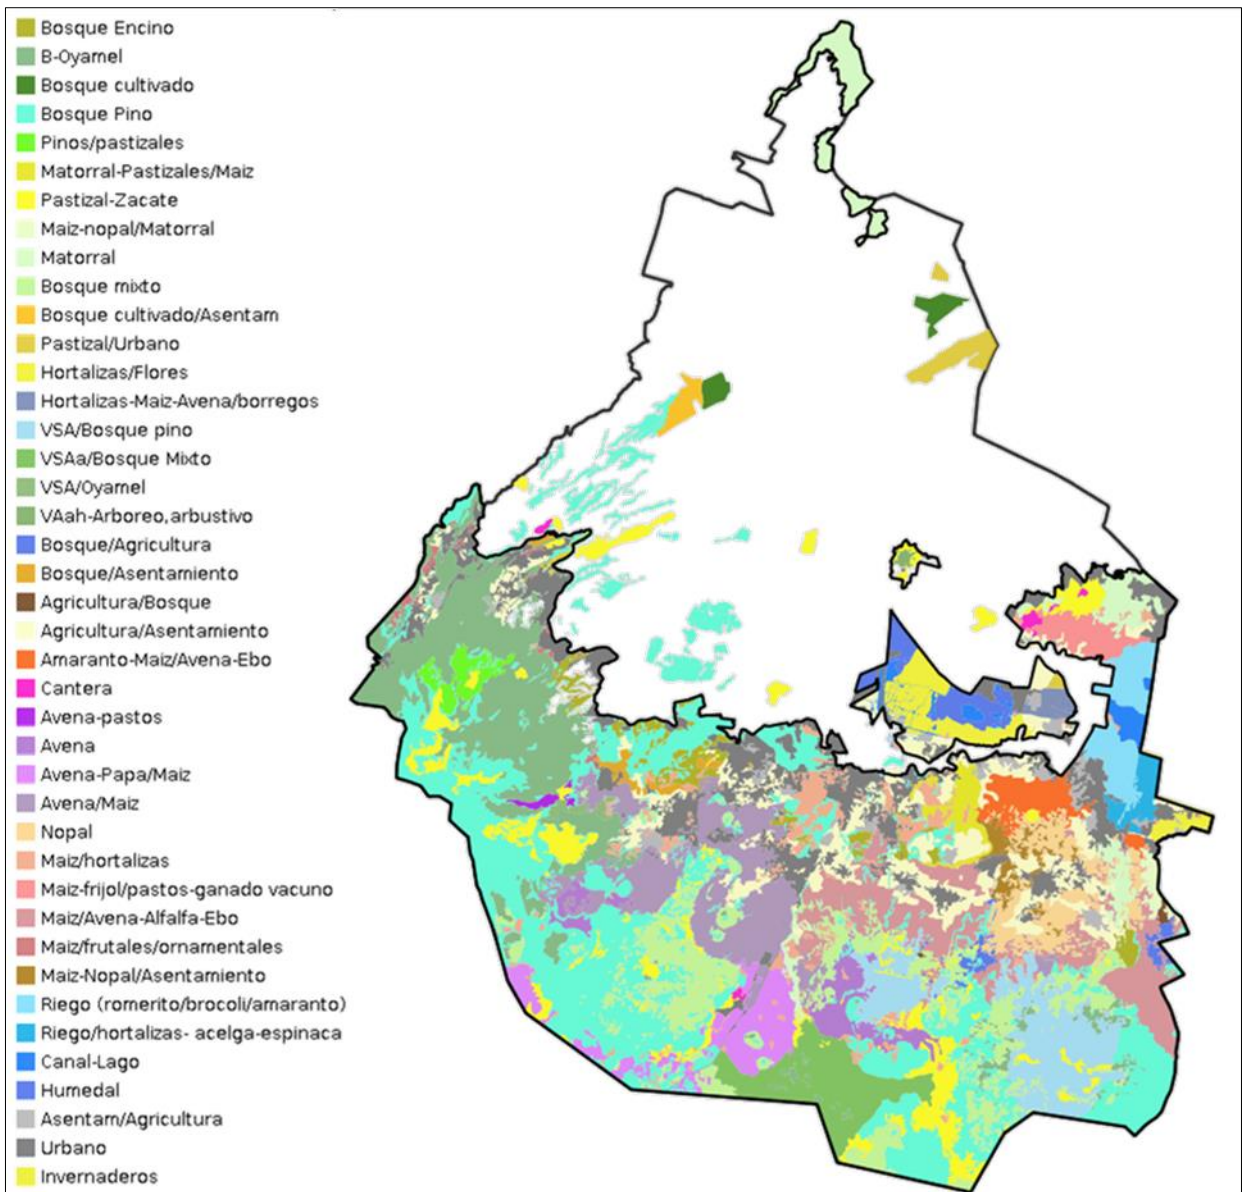 Bosque Encino
B-Oyamel
Bosque cultivado
Bosque Pino
Pinos/pastizales
Matorral-Pastizales/Maiz
Pastizal-Zacate
Maiz-nopal/Matorral
Matorral
Bosque mixto
Bosque cultivado/Asentam
Pastizal/Urbano
Hortalizas/Flores
Hortalizas-Maiz-Avena/borregos
VSA/Bosque pino
VSAa/Bosque Mixto
VSA/Oyamel
VAah-Arboreo,arbustivo
Bosque/Agricultura
Bosque/Asentamiento
Agricultura/Bosque
Agricultura/Asentamiento
Amaranto-Maiz/Avena-Ebo
Cantera
Avena-pastos
Avena
Avena-Papa/Maiz
Avena/Maiz
Nopal
Maiz/hortalizas
Maiz-frijol/pastos-ganado vacuno
Maiz/Avena-Alfalfa-Ebo
Maiz/frutales/ornamentales
Maiz-Nopal/Asentamiento
Riego (romerito/brocoli/amaranto)
Riego/hortalizas- acelga-espinaca
Canal-Lago
Humedal
Asentam/Agricultura
Urbano
Invernaderos